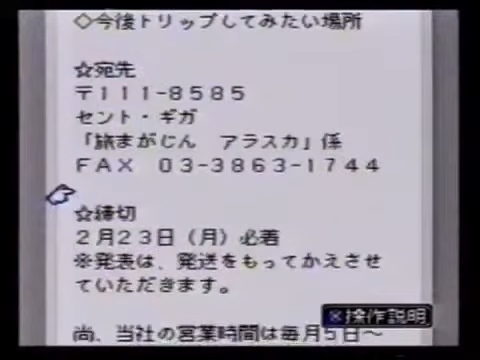 ◇今後トリップしてみたい場所
☆宛先
〒１１１-８５８５
セント・ギガ
「旅まがじん　アラスカ」係
ＦＡＸ　０３-３８６３-１７４４
☆締切
２月２３日（月）必着
※発表は、発送をもってかえさせ
ていただきます。
※操作説明
尚、当社の営業時間は毎月５日～